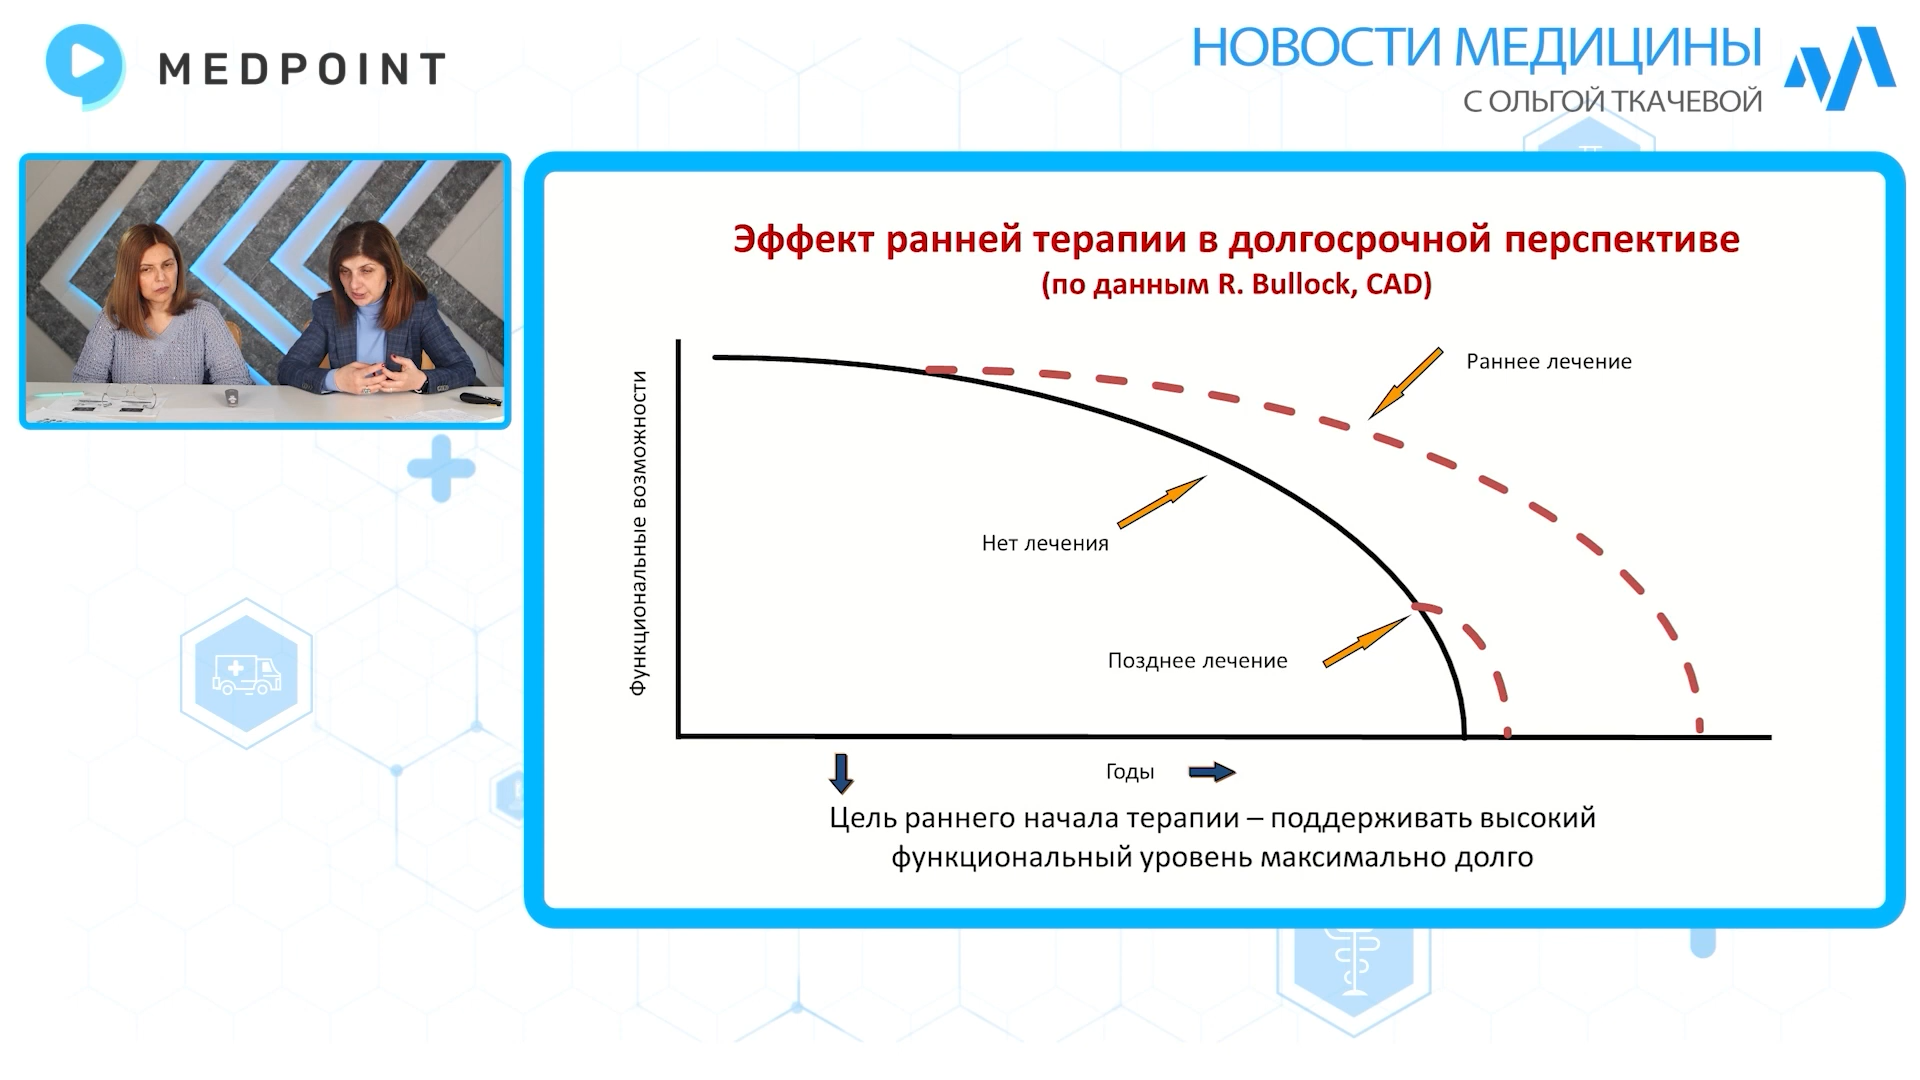 MEDPOINT
НОВОСТИ МЕДИЦИНЫ
С ОЛЬГОЙ ТКАЧЕВОЙ
Эффект ранней терапии в долгосрочной перспективе
(по данным R. Bullock, CAD)
Раннее лечение
Функциональные возможности
Нет лечения
Позднее лечение
Годы
Цель раннего начала терапии – поддерживать высокий
функциональный уровень максимально долго